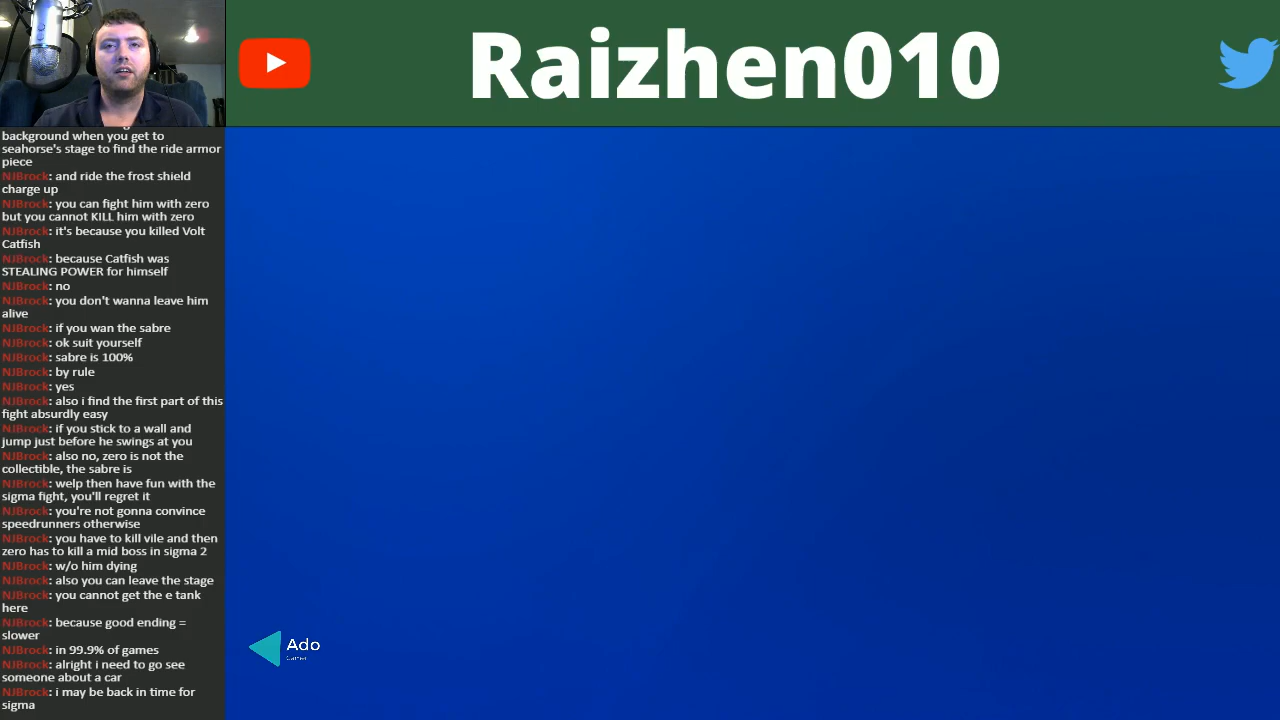 Raizhen010
background when you get to
seahorse's stage to find the ride armor
piece
NJBrock: and ride the frost shield
charge up
NJBrock: you can fight him with zero
but you cannot KILL him with zero
NJBrock: it's because you killed Volt
Catfish
NJBrock: because Catfish was
STEALING POWER for himself
NJBrock: no
NJBrock: you don't wanna leave him
alive
NJBrock: if you wan the sabre
NJBrock: ok suit yourself
NJBrock: sabre is 100%
NJBrock: by rule
NJBrock: yes
NJBrock: also i find the first part of this
fight absurdly easy
NJBrock: if you stick to a wall and
jump just before he swings at you
NJBrock: also no, zero is not the
collectible, the sabre is
NJBrock: welp then have fun with the
sigma fight, you'll regret it
NJBrock: you're not gonna convince
speedrunners otherwise
NJBrock: you have to kill vile and then
zero has to kill a mid boss in sigma 2
NJBrock: w/o him dying
NJBrock: also you can leave the stage
NJBrock: you cannot get the e tank
here
NJBrock: because good ending =
slower
NJBrock: in 99.9% of games
NJBrock: alright i need to go see
someone about a car
NJBrock: i may be back in time for
sigma
Ado